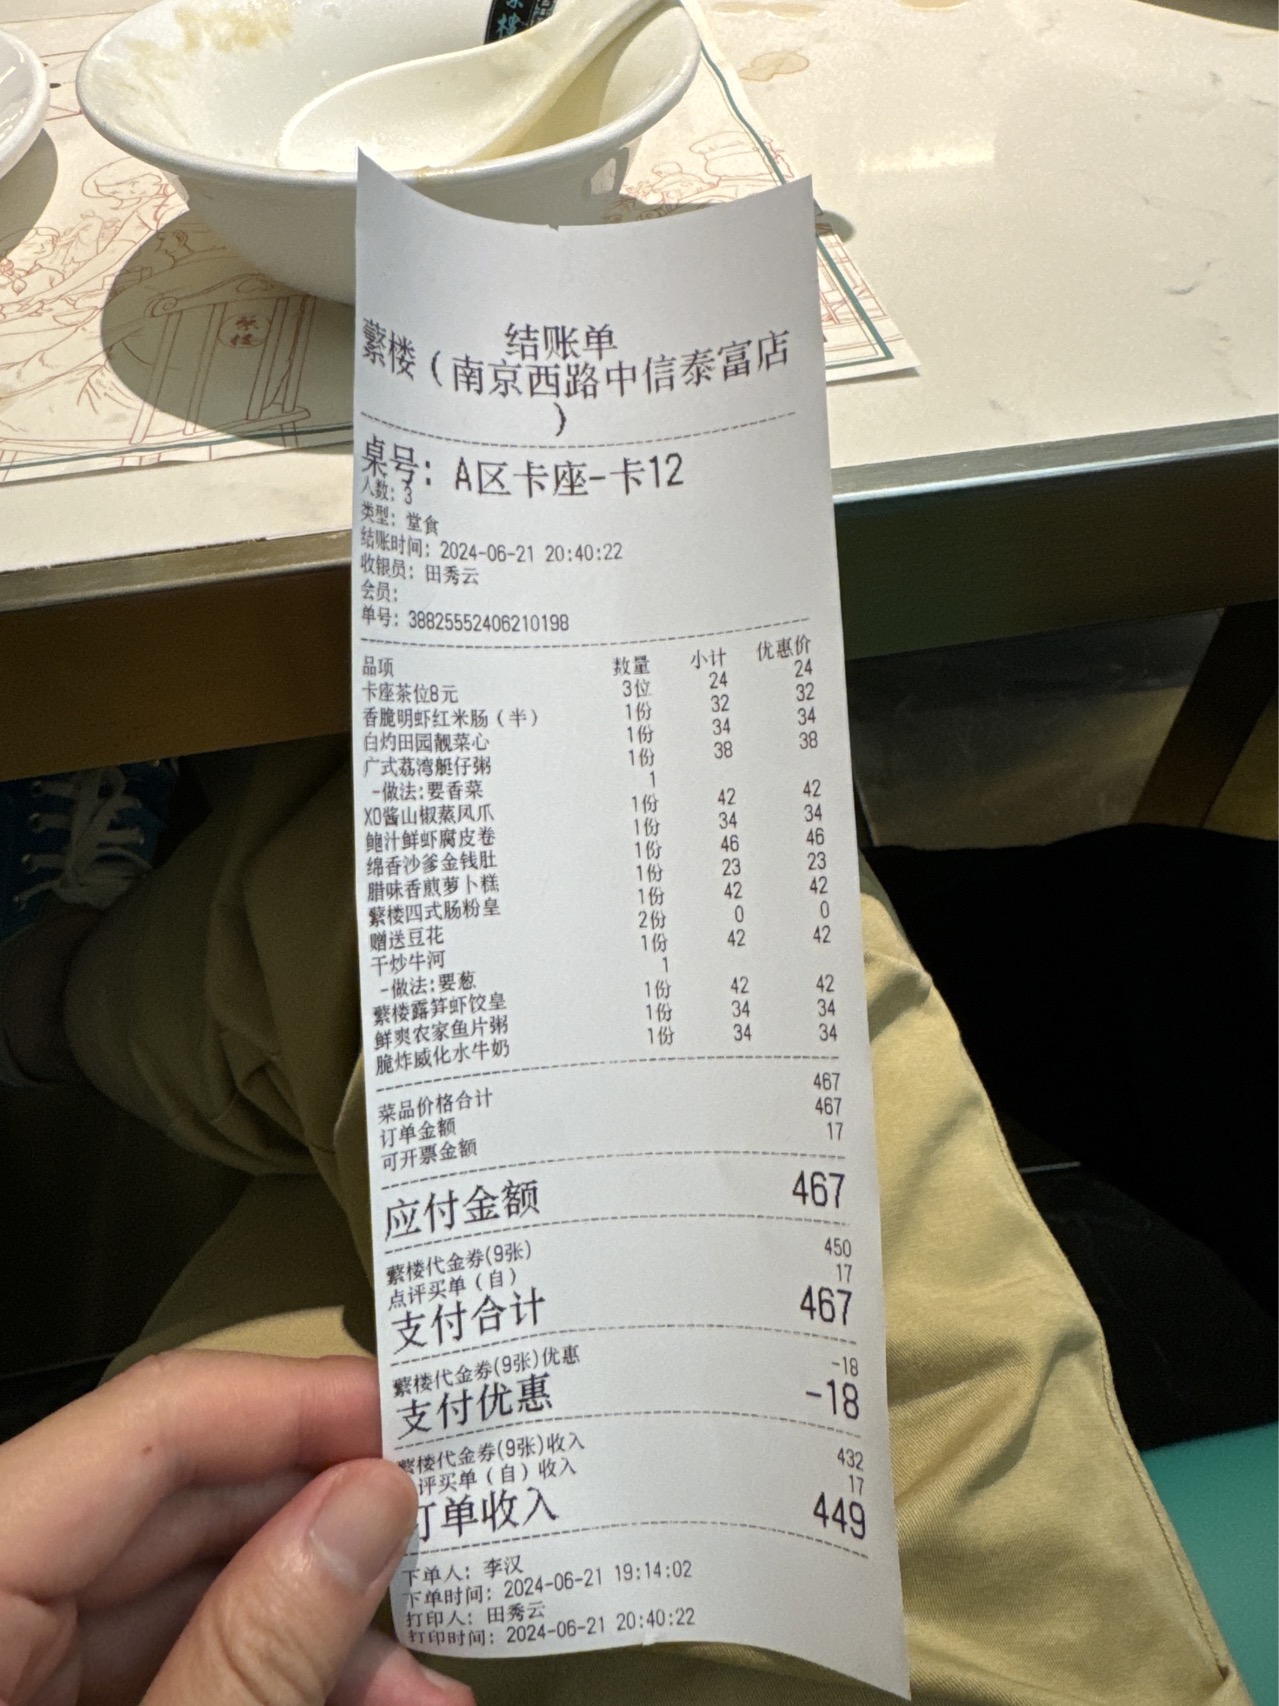 结账单
蘩楼（南京西路中信泰富店
）
桌号：A区卡座-卡12
人数：3
类型：堂食
结账时间：2024-06-21 20:40:22
收银员：田秀云
会员：
单号：38825552406210198
品项 数量 小计 优惠价
卡座茶位8元 3位 24 24
香脆明虾红米肠（半） 1份 32 32
白灼田园靓菜心 1份 34 34
广式荔湾艇仔粥 1份 38 38
-做法:要香菜 1
XO酱山椒蒸凤爪 1份 42 42
鲍汁鲜虾腐皮卷 1份 34 34
绵香沙爹金钱肚 1份 46 46
腊味香煎萝卜糕 1份 23 23
蘩楼四式肠粉皇 1份 42 42
赠送豆花 2份 0 0
干炒牛河 1份 42 42
-做法:要葱 1
蘩楼露笋虾饺皇 1份 42 42
鲜爽农家鱼片粥 1份 34 34
脆炸威化水牛奶 1份 34 34
菜品价格合计 467
订单金额 467
可开票金额 17
应付金额 467
蘩楼代金券(9张) 450
点评买单（自） 17
支付合计 467
蘩楼代金券(9张)优惠 -18
支付优惠 -18
蘩楼代金券(9张)收入 432
评买单（自）收入 17
订单收入 449
下单人：李汉
下单时间：2024-06-21 19:14:02
打印人：田秀云
打印时间：2024-06-21 20:40:22